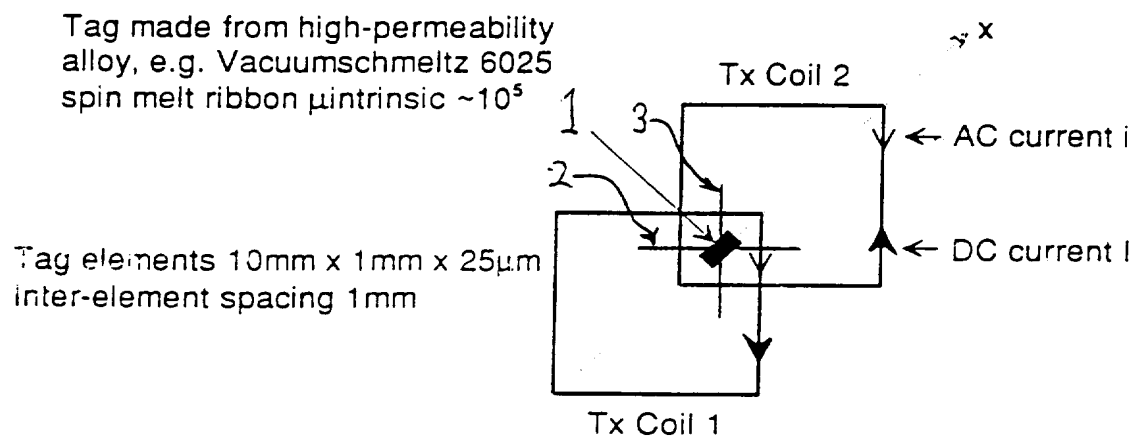 Tag made from high-permeability
alloy, e.g. Vacuumschmeltz 6025
spin melt ribbon μintrinsic ~10⁵
x
Tx Coil 2
1
3
← AC current i
2
Tag elements 10mm x 1mm x 25μm
inter-element spacing 1mm
← DC current I
Tx Coil 1